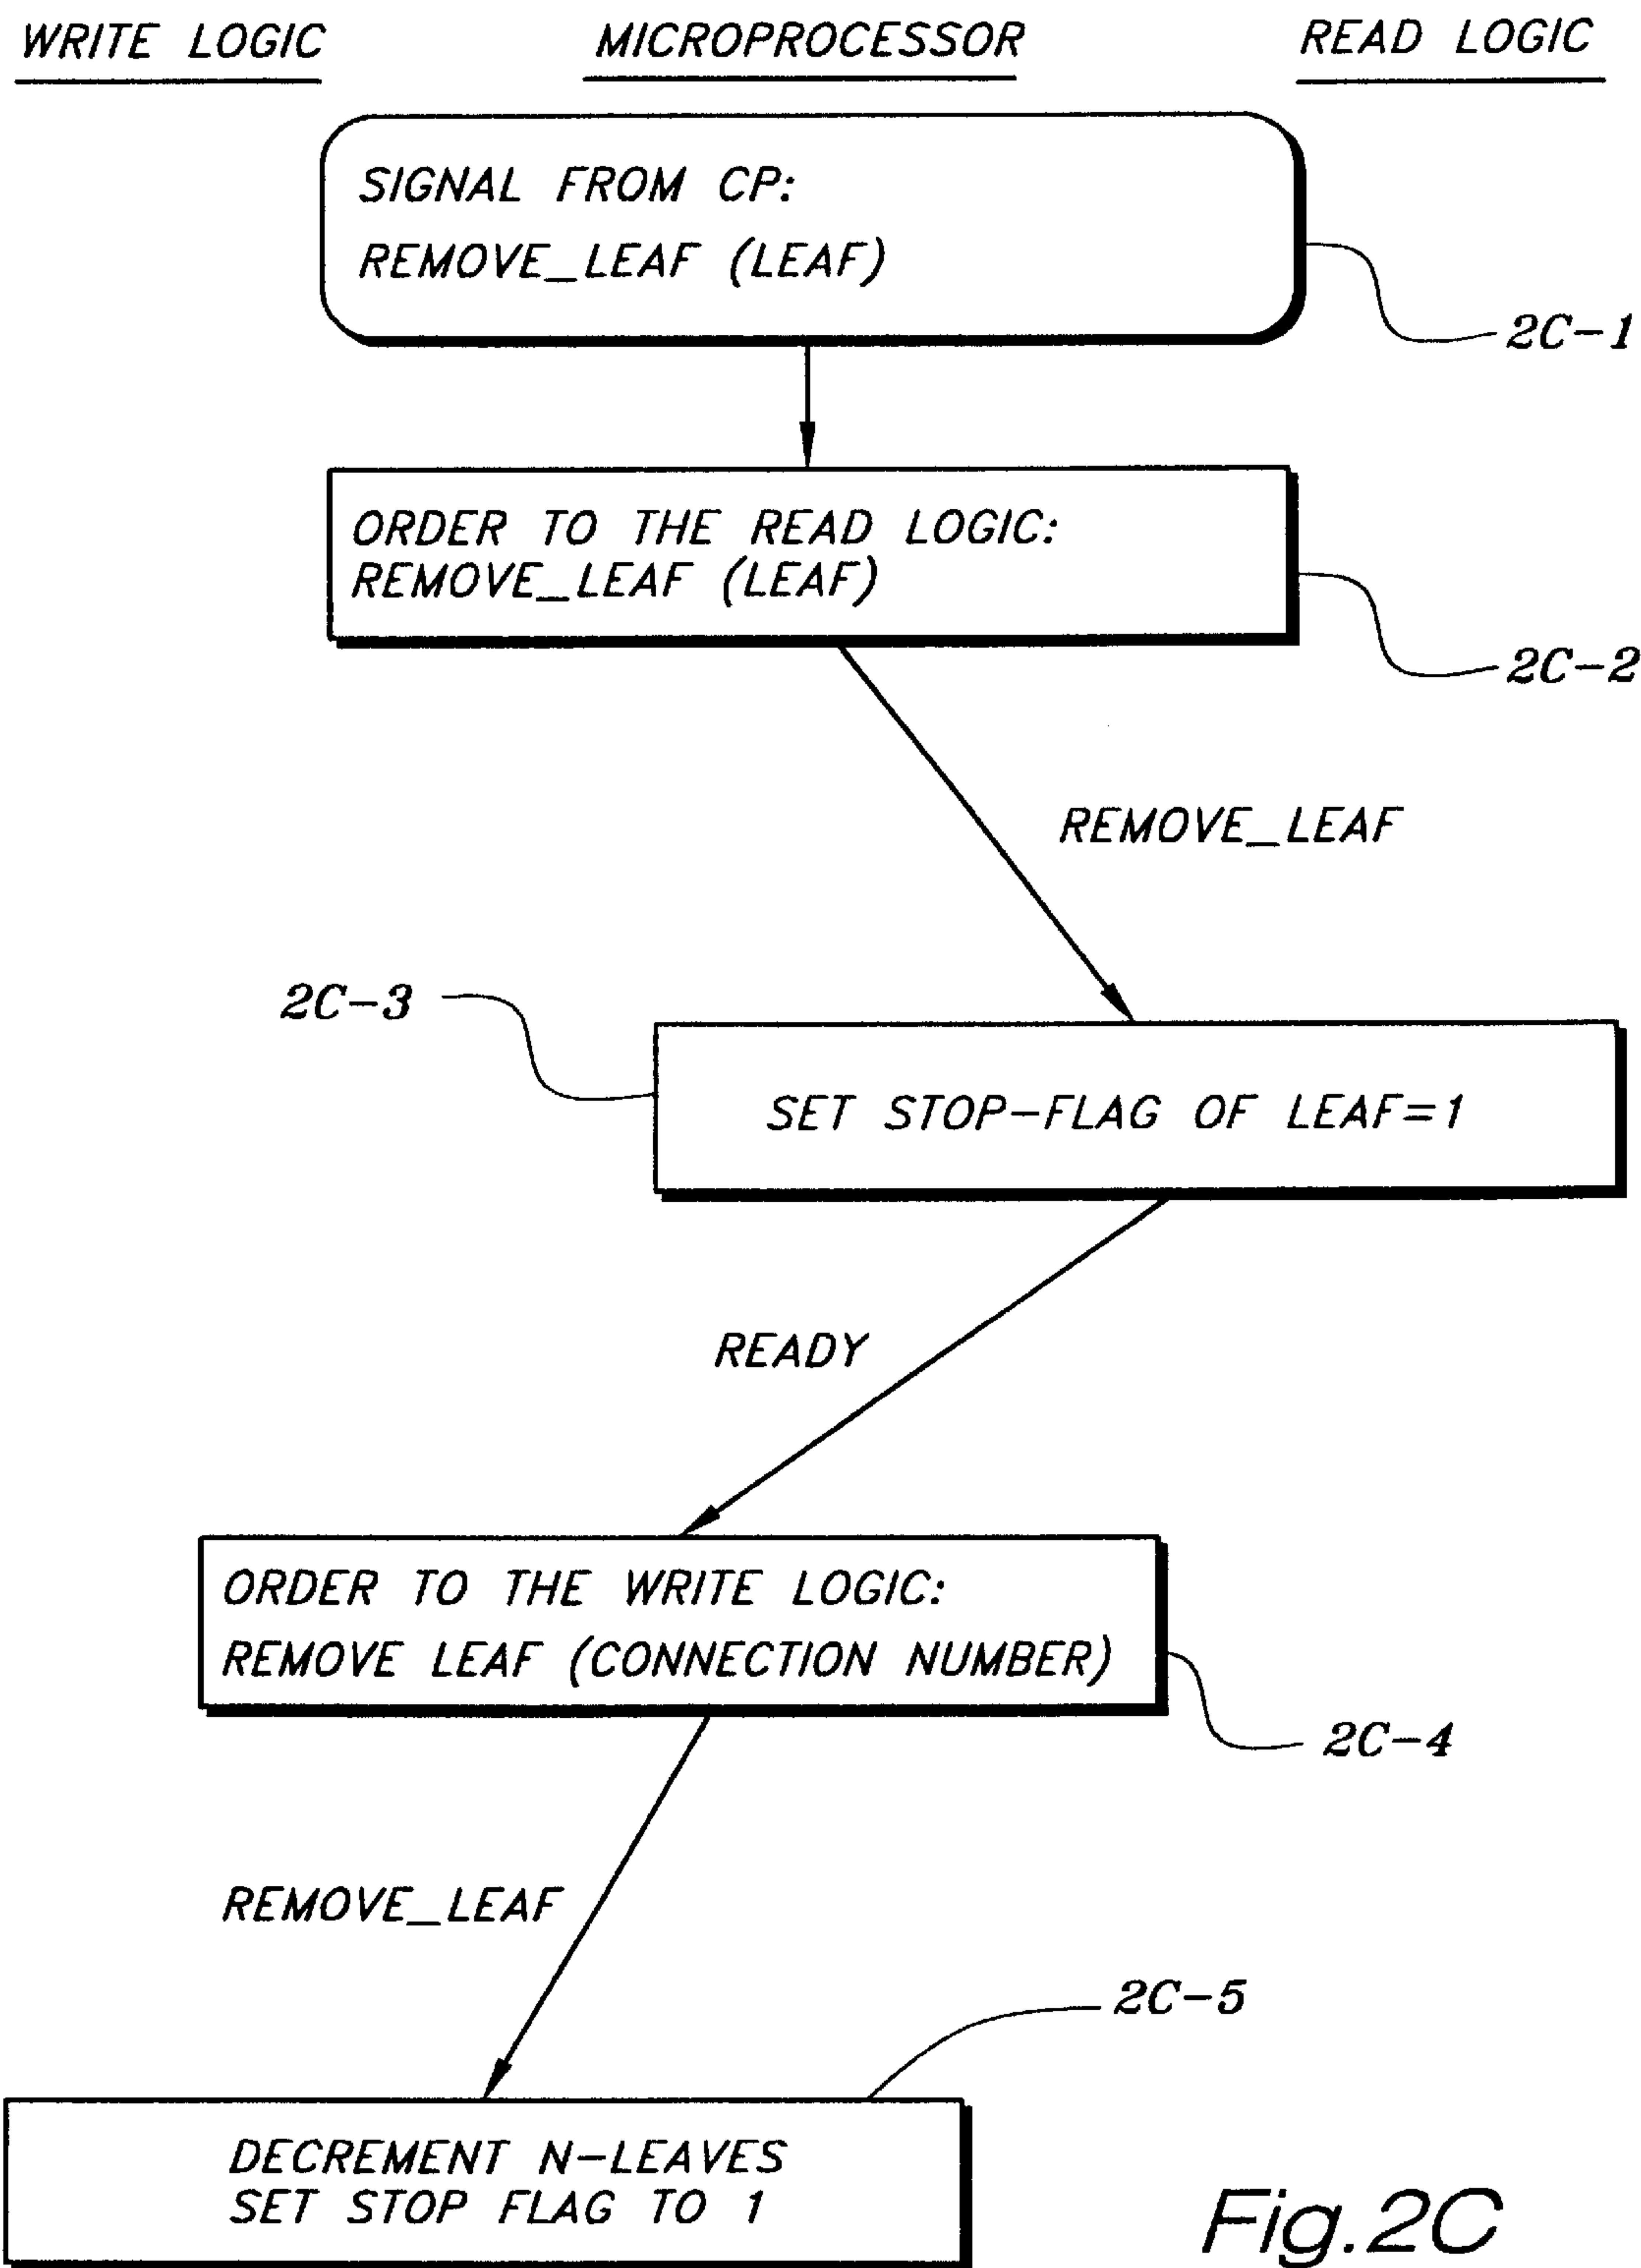 WRITE LOGIC
MICROPROCESSOR
READ LOGIC
SIGNAL FROM CP:
REMOVE_LEAF (LEAF)
2C-1
ORDER TO THE READ LOGIC:
REMOVE_LEAF (LEAF)
2C-2
REMOVE_LEAF
2C-3
SET STOP-FLAG OF LEAF=1
READY
ORDER TO THE WRITE LOGIC:
REMOVE LEAF (CONNECTION NUMBER)
2C-4
REMOVE_LEAF
2C-5
DECREMENT N-LEAVES
SET STOP FLAG TO 1
Fig.2C